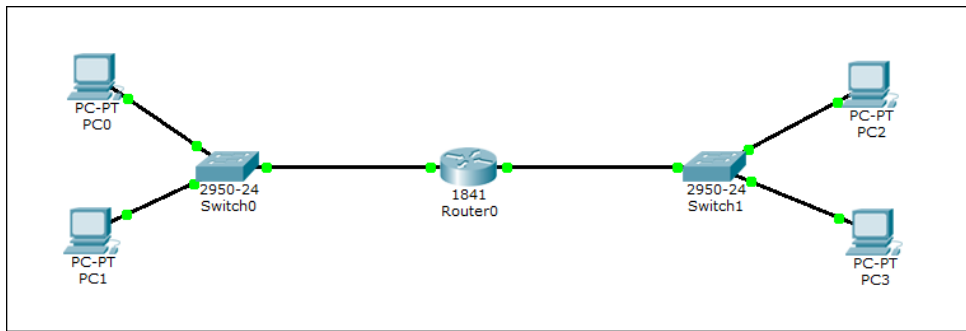 PC-PT
PC0
PC-PT
PC1
2950-24
Switch0
1841
Router0
2950-24
Switch1
PC-PT
PC2
PC-PT
PC3